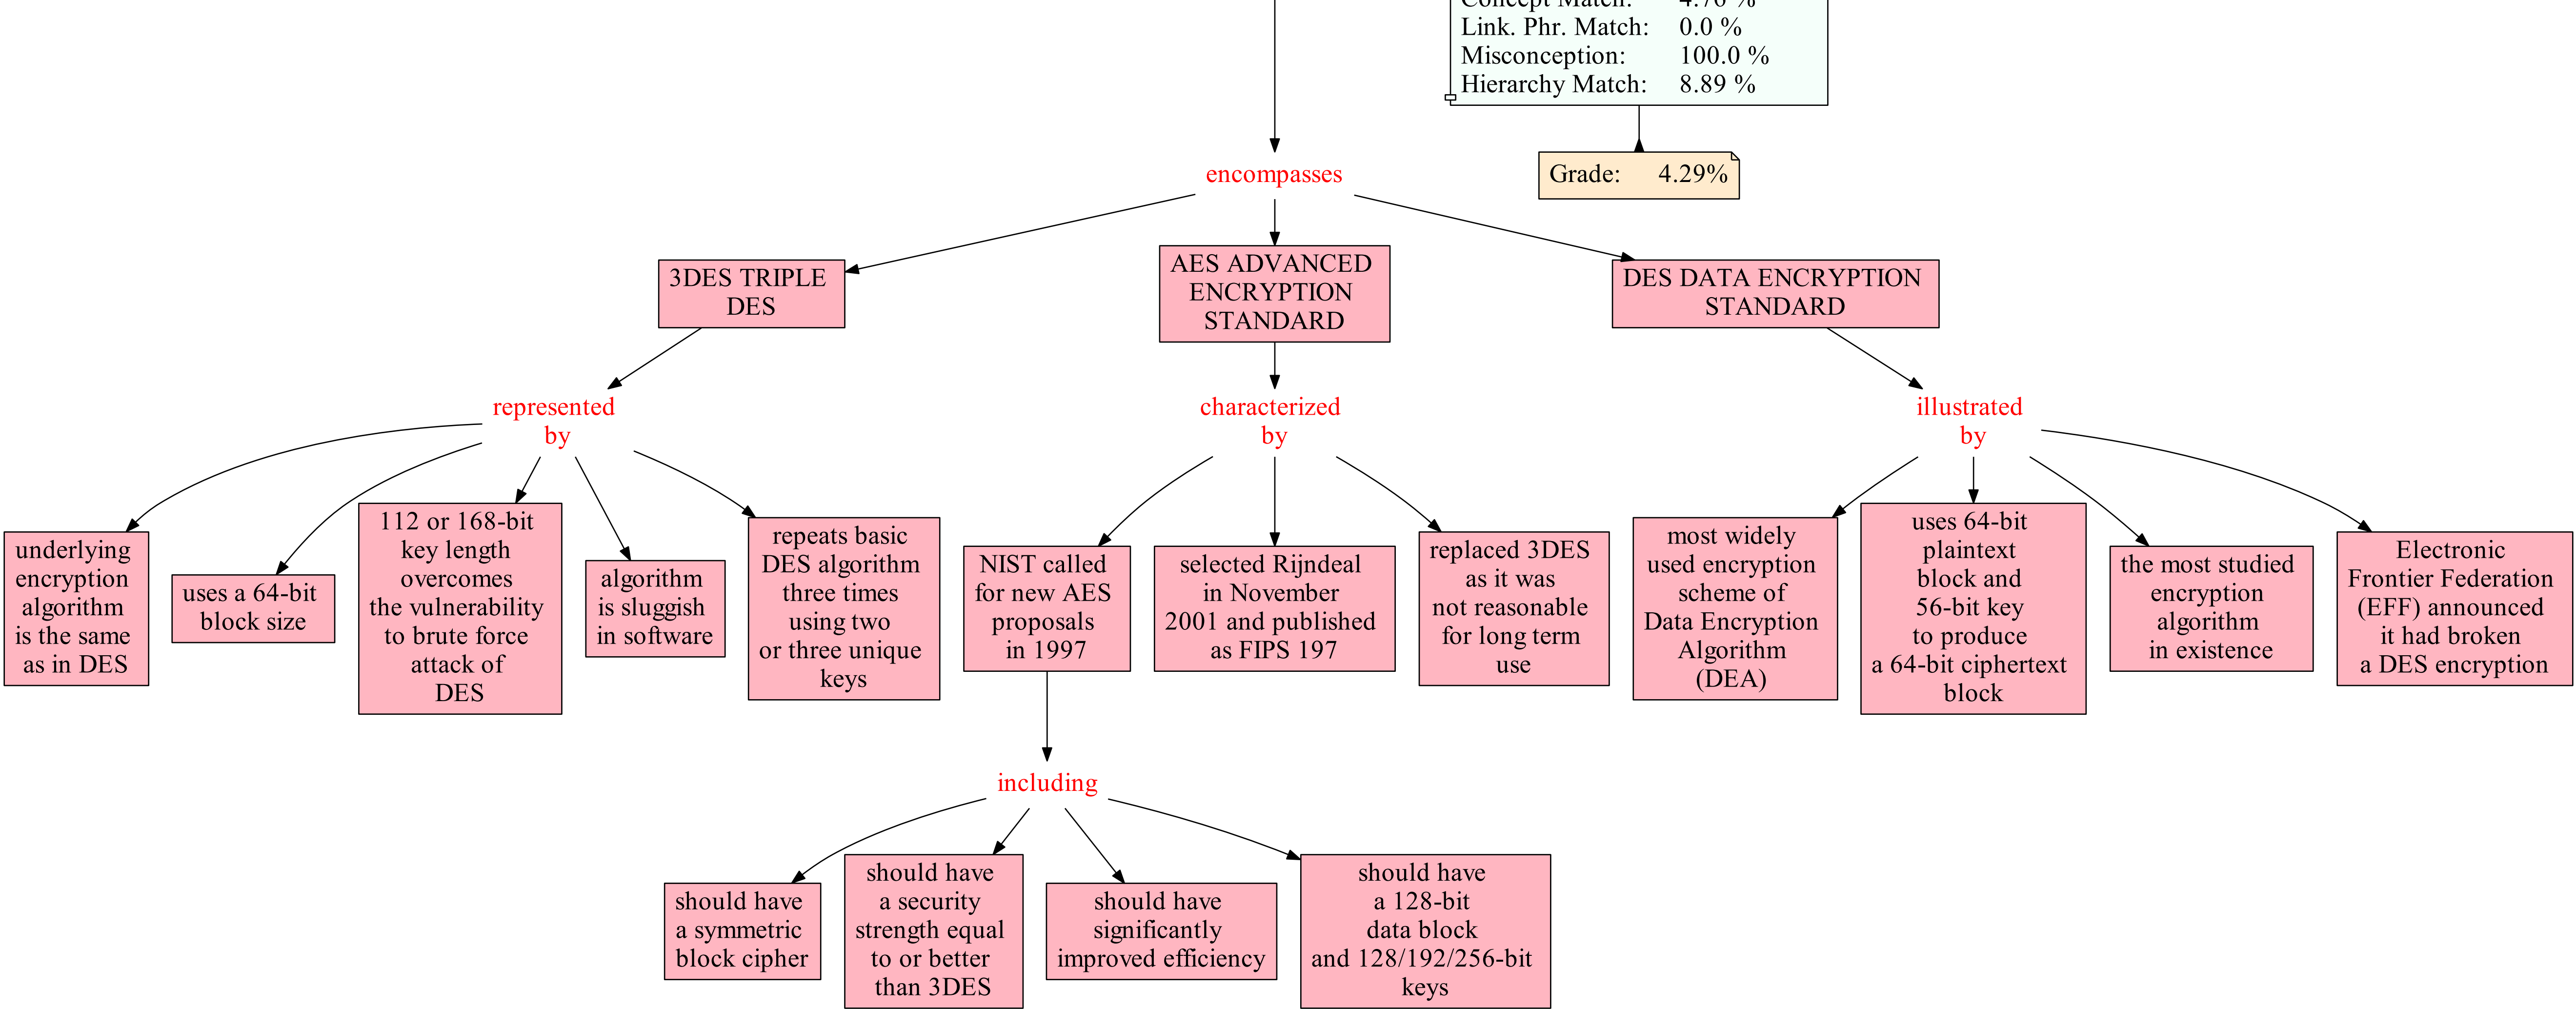 Concept Match: 4.76 %
Link. Phr. Match: 0.0 %
Misconception: 100.0 %
Hierarchy Match: 8.89 %
Grade: 4.29%
encompasses
3DES TRIPLE
DES
AES ADVANCED
ENCRYPTION
STANDARD
DES DATA ENCRYPTION
STANDARD
represented
by
characterized
by
illustrated
by
underlying
encryption
algorithm
is the same
as in DES
uses a 64-bit
block size
112 or 168-bit
key length
overcomes
the vulnerability
to brute force
attack of
DES
algorithm
is sluggish
in software
repeats basic
DES algorithm
three times
using two
or three unique
keys
NIST called
for new AES
proposals
in 1997
selected Rijndeal
in November
2001 and published
as FIPS 197
replaced 3DES
as it was
not reasonable
for long term
use
most widely
used encryption
scheme of
Data Encryption
Algorithm
(DEA)
uses 64-bit
plaintext
block and
56-bit key
to produce
a 64-bit ciphertext
block
the most studied
encryption
algorithm
in existence
Electronic
Frontier Federation
(EFF) announced
it had broken
a DES encryption
including
should have
a symmetric
block cipher
should have
a security
strength equal
to or better
than 3DES
should have
significantly
improved efficiency
should have
a 128-bit
data block
and 128/192/256-bit
keys